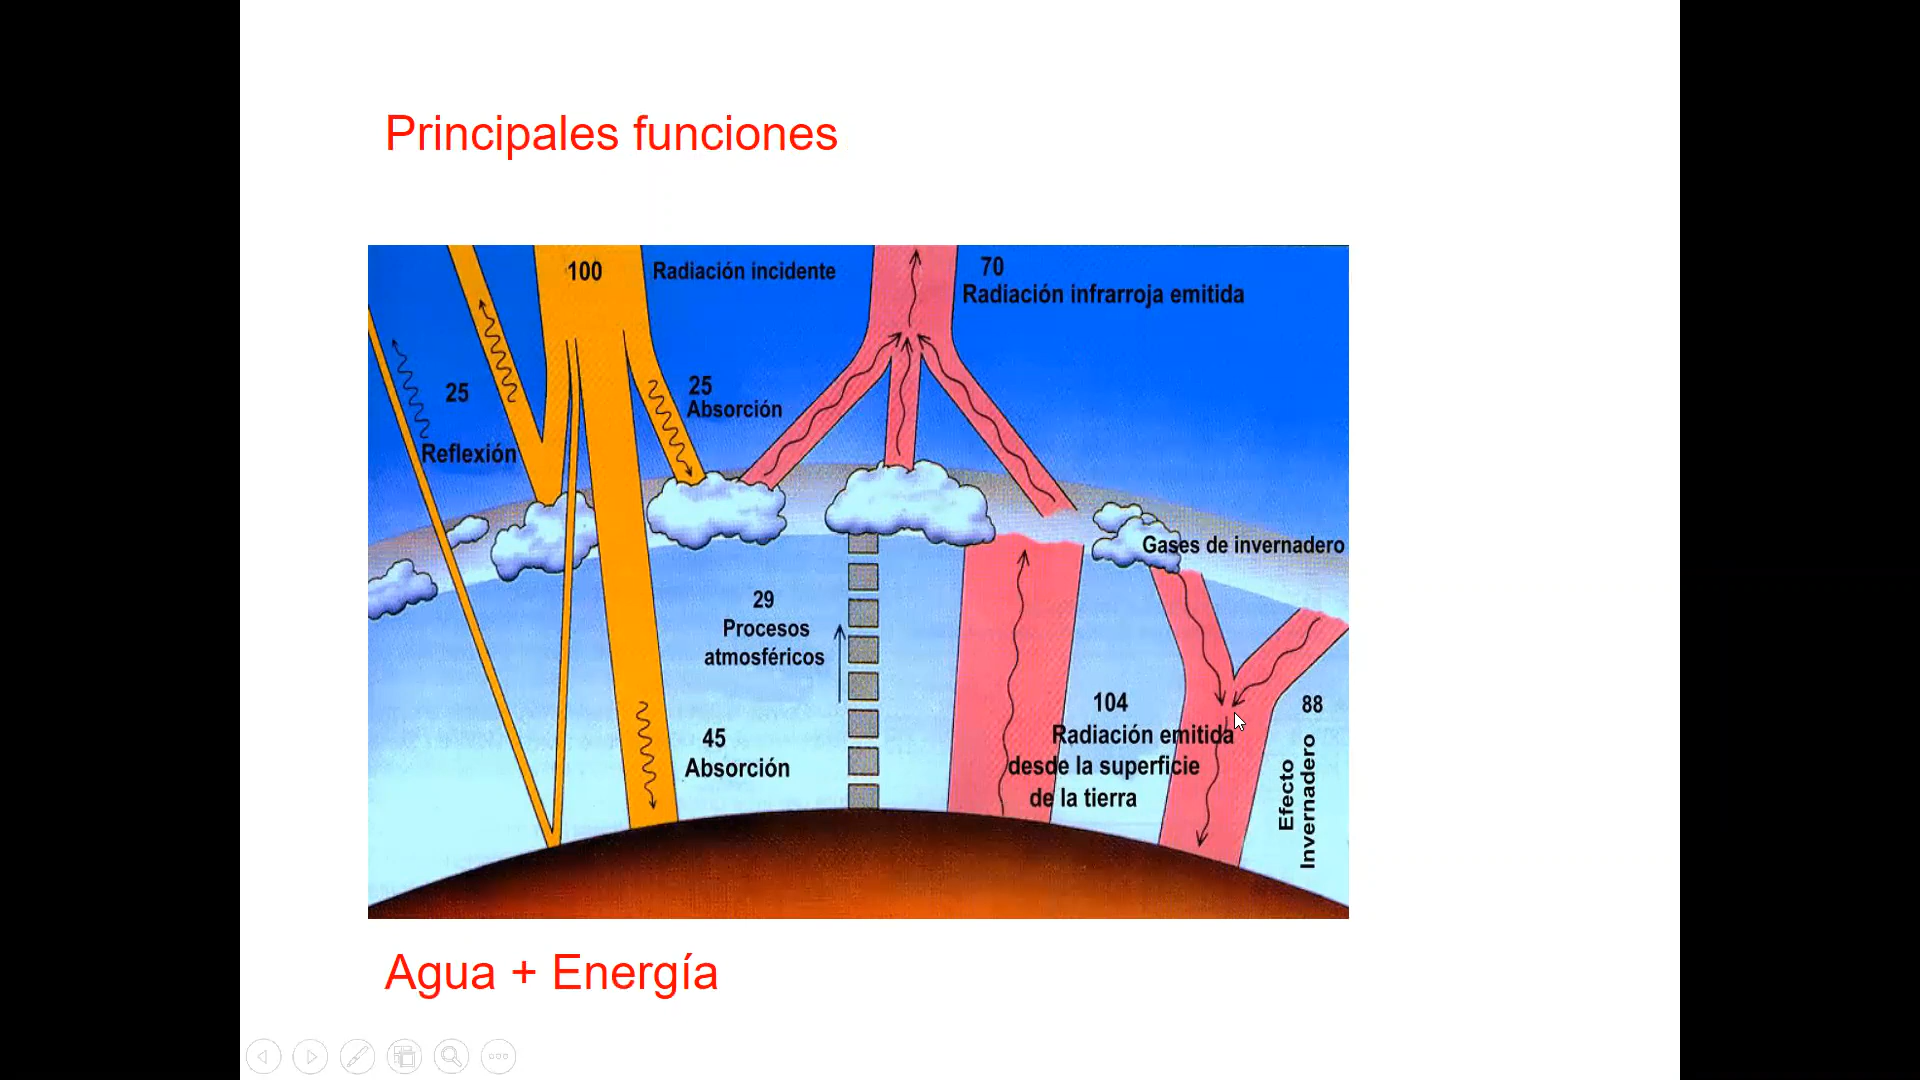 Principales funciones
100
Radiación incidente
70
Radiación infrarroja emitida
25
Reflexión
25
Absorción
Gases de invernadero
29
Procesos
atmosféricos
45
Absorción
104
Radiación emitida
desde la superficie
de la tierra
88
Efecto
Invernadero
Agua + Energía